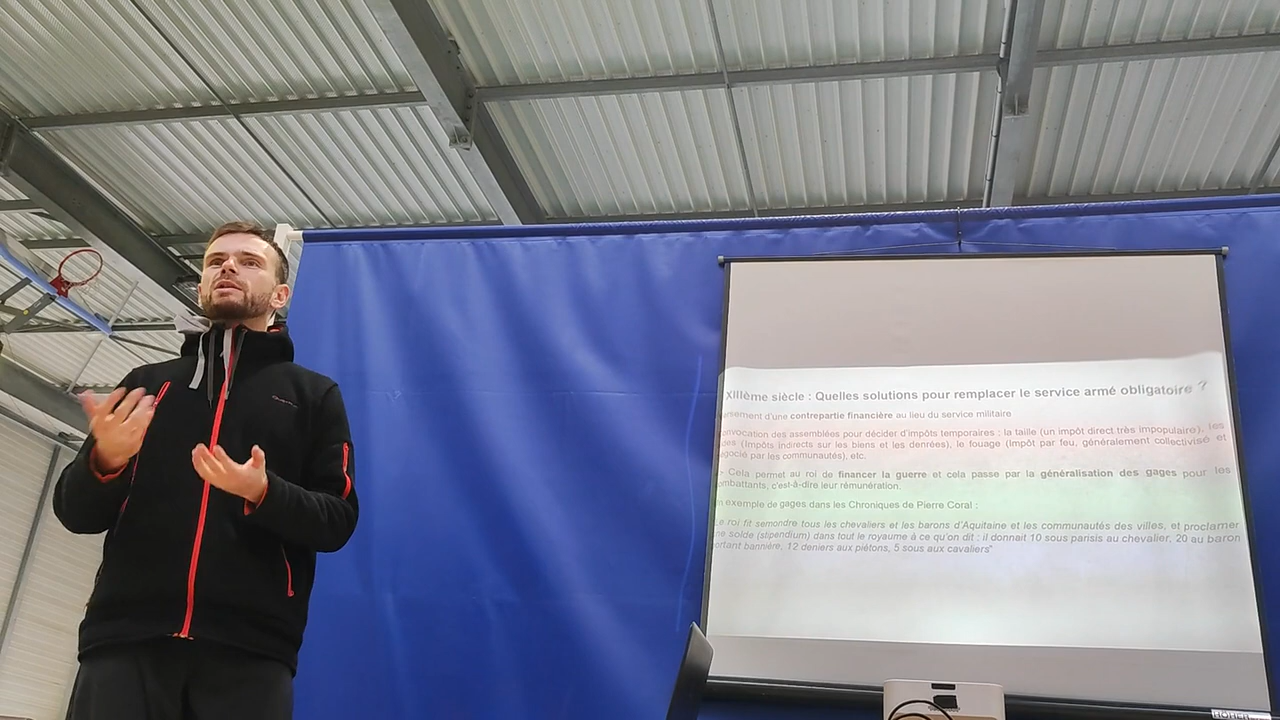 XIIIème siècle : Quelles solutions pour remplacer le service armé obligatoire ?
d'une contrepartie financière au lieu du service militaire
des assemblées pour décider d'impôts temporaires : la taille (un impôt direct très impopulaire), les
(impôts indirects sur les biens et les denrées), le fouage (impôt par feu, généralement collectivisé et
par les communautés), etc.
Cela permet au roi de financer la guerre et cela passe par la généralisation des gages pour les
c'est-à-dire leur rémunération.
exemple de gages dans les Chroniques de Pierre Coral :
Le roi fit semondre tous les chevaliers et les barons d'Aquitaine et les communautés des villes, et proclamer
solde (stipendium) dans tout le royaume à ce qu'on dit : il donnait 10 sous parisis au chevalier, 20 au baron
bannière, 12 deniers aux piétons, 5 sous aux cavaliers"